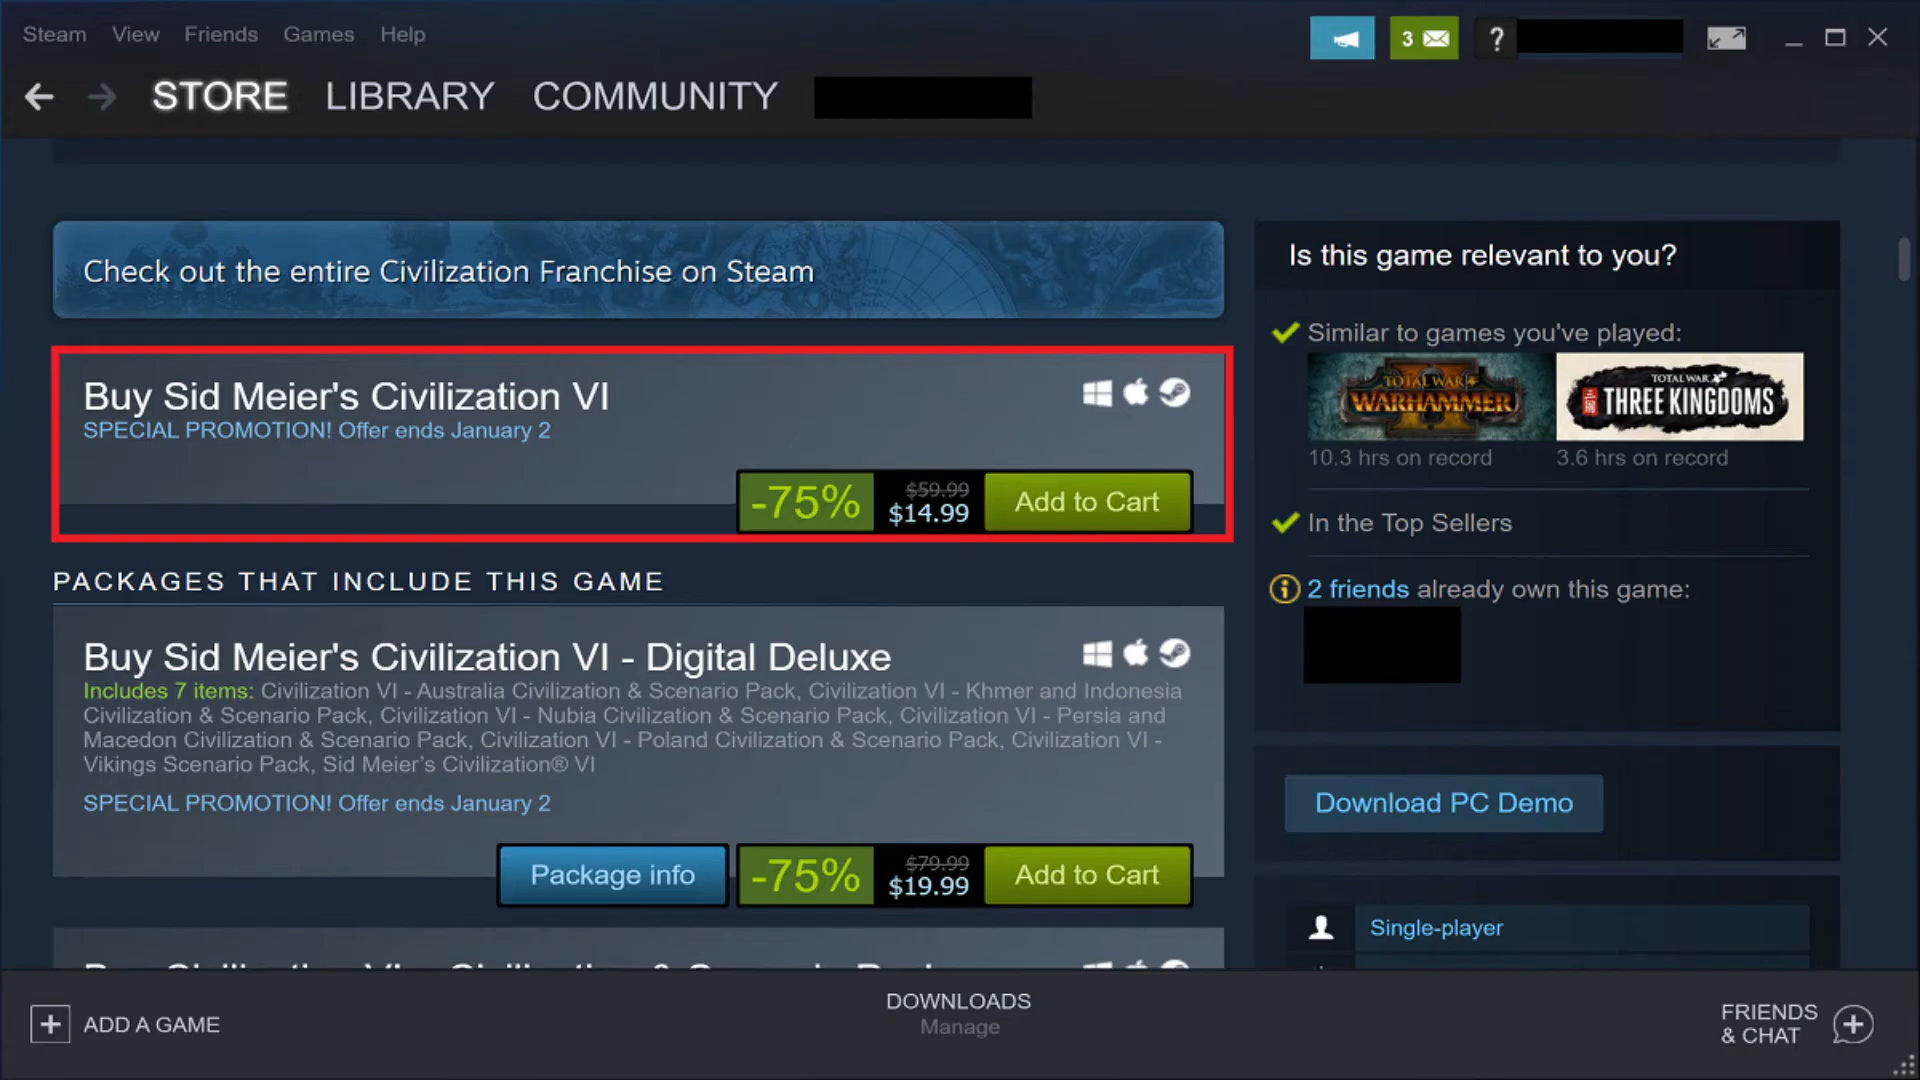 Steam View Friends Games Help
3
?
STORE LIBRARY COMMUNITY
Check out the entire Civilization Franchise on Steam
Buy Sid Meier's Civilization VI
SPECIAL PROMOTION! Offer ends January 2
-75% $59.99 $14.99 Add to Cart
PACKAGES THAT INCLUDE THIS GAME
Buy Sid Meier's Civilization VI - Digital Deluxe
Includes 7 items: Civilization VI - Australia Civilization & Scenario Pack, Civilization VI - Khmer and Indonesia
Civilization & Scenario Pack, Civilization VI - Nubia Civilization & Scenario Pack, Civilization VI - Persia and
Macedon Civilization & Scenario Pack, Civilization VI - Poland Civilization & Scenario Pack, Civilization VI -
Vikings Scenario Pack, Sid Meier's Civilization® VI
SPECIAL PROMOTION! Offer ends January 2
Package info -75% $79.99 $19.99 Add to Cart
Is this game relevant to you?
Similar to games you've played:
TOTAL WAR
WARHAMMER
II
TOTAL WAR
THREE KINGDOMS
10.3 hrs on record 3.6 hrs on record
In the Top Sellers
2 friends already own this game:
Download PC Demo
Single-player
ADD A GAME
DOWNLOADS
Manage
FRIENDS
& CHAT